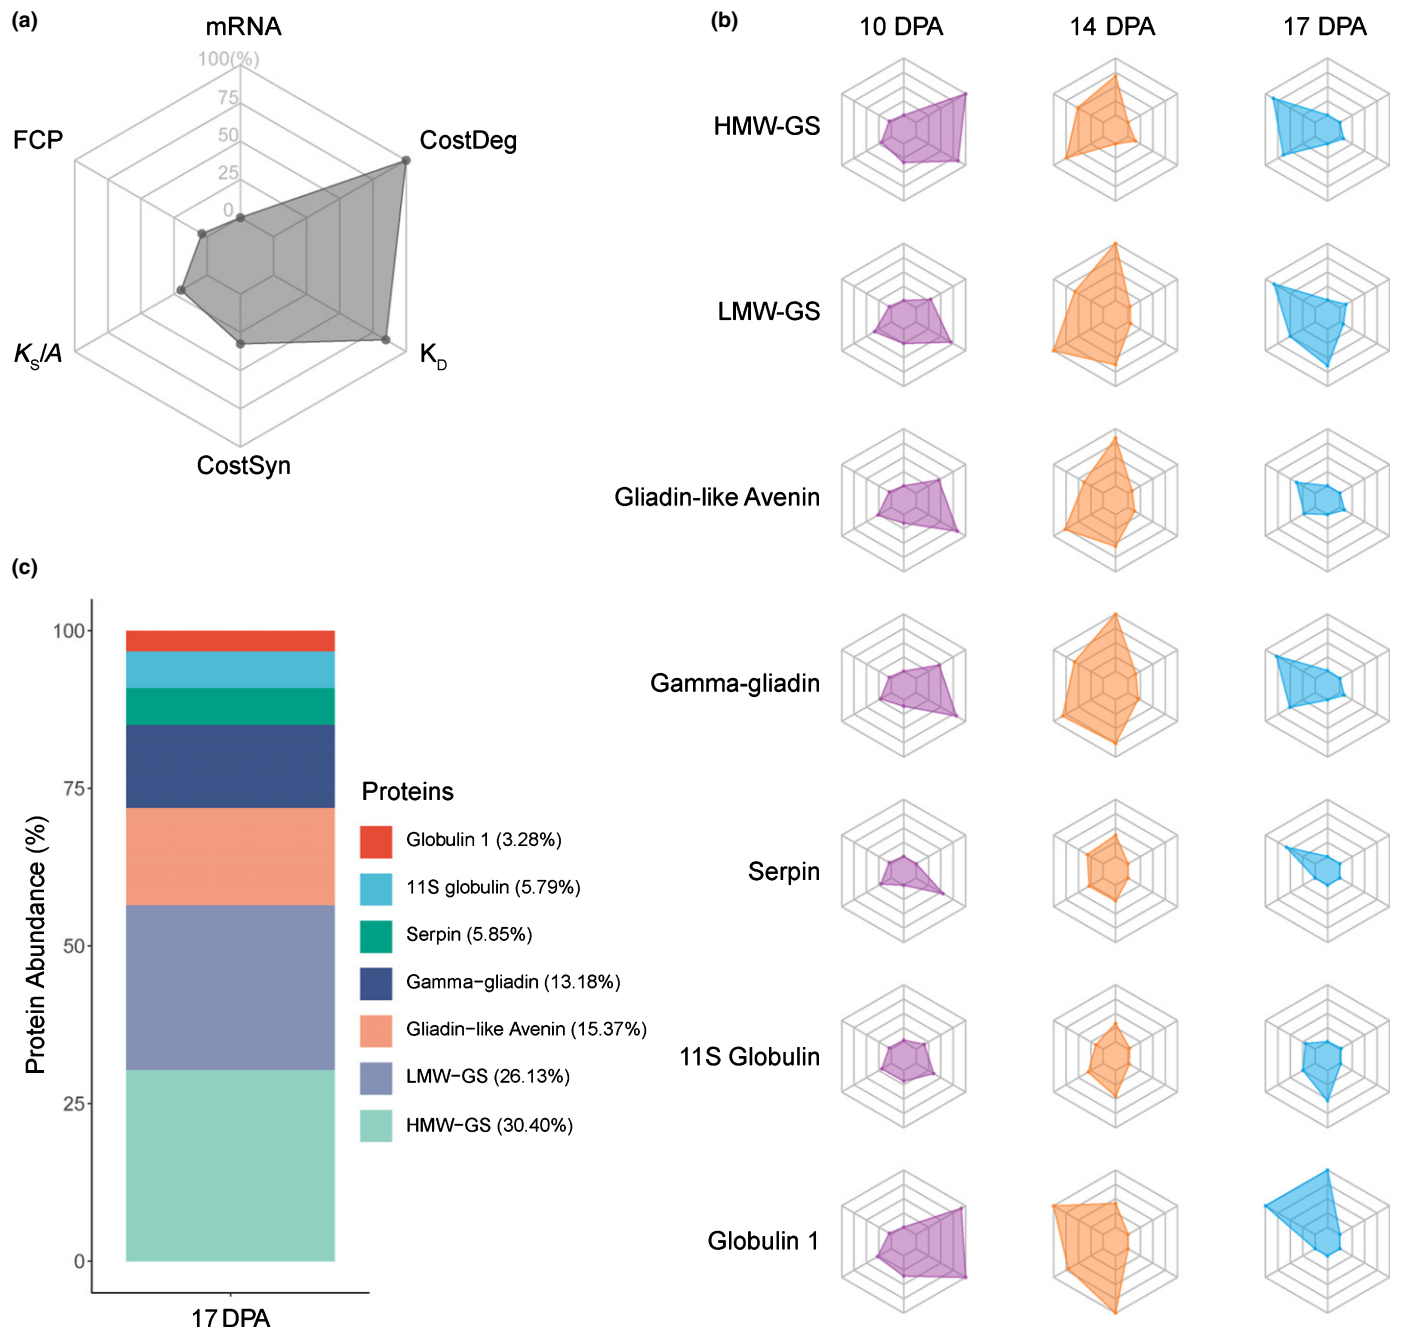 (a)
mRNA
100(%)
75
50
25
0
FCP
CostDeg
KS/A
KD
CostSyn
(b)
10 DPA
14 DPA
17 DPA
HMW-GS
LMW-GS
Gliadin-like Avenin
Gamma-gliadin
Serpin
11S Globulin
Globulin 1
(c)
Protein Abundance (%)
100
75
50
25
0
17 DPA
Proteins
Globulin 1 (3.28%)
11S globulin (5.79%)
Serpin (5.85%)
Gamma−gliadin (13.18%)
Gliadin−like Avenin (15.37%)
LMW−GS (26.13%)
HMW−GS (30.40%)